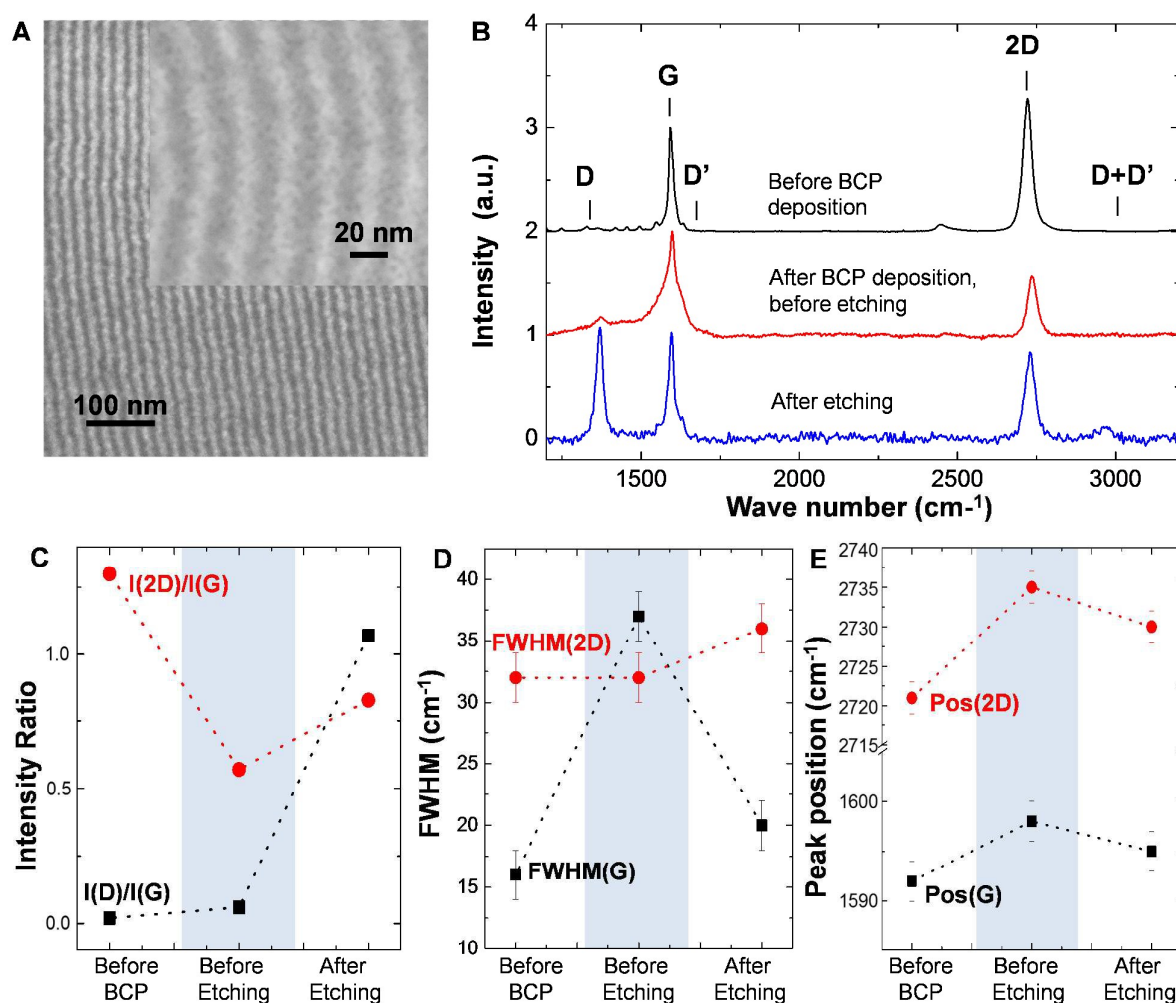 A
20 nm
100 nm
B
4
3
2
1
0
Intensity (a.u.)
D
G
D’
2D
D+D’
Before BCP
deposition
After BCP deposition,
before etching
After etching
1500
2000
2500
3000
Wave number (cm-¹)
C
I(2D)/I(G)
I(D)/I(G)
1.0
0.5
0.0
Intensity Ratio
Before
BCP
Before
Etching
After
Etching
D
40
35
30
25
20
15
10
FWHM (cm⁻¹)
FWHM(2D)
FWHM(G)
Before
BCP
Before
Etching
After
Etching
E
2740
2735
2730
2725
2720
2715
1600
1590
Peak position (cm⁻¹)
Pos(2D)
Pos(G)
Before
BCP
Before
Etching
After
Etching